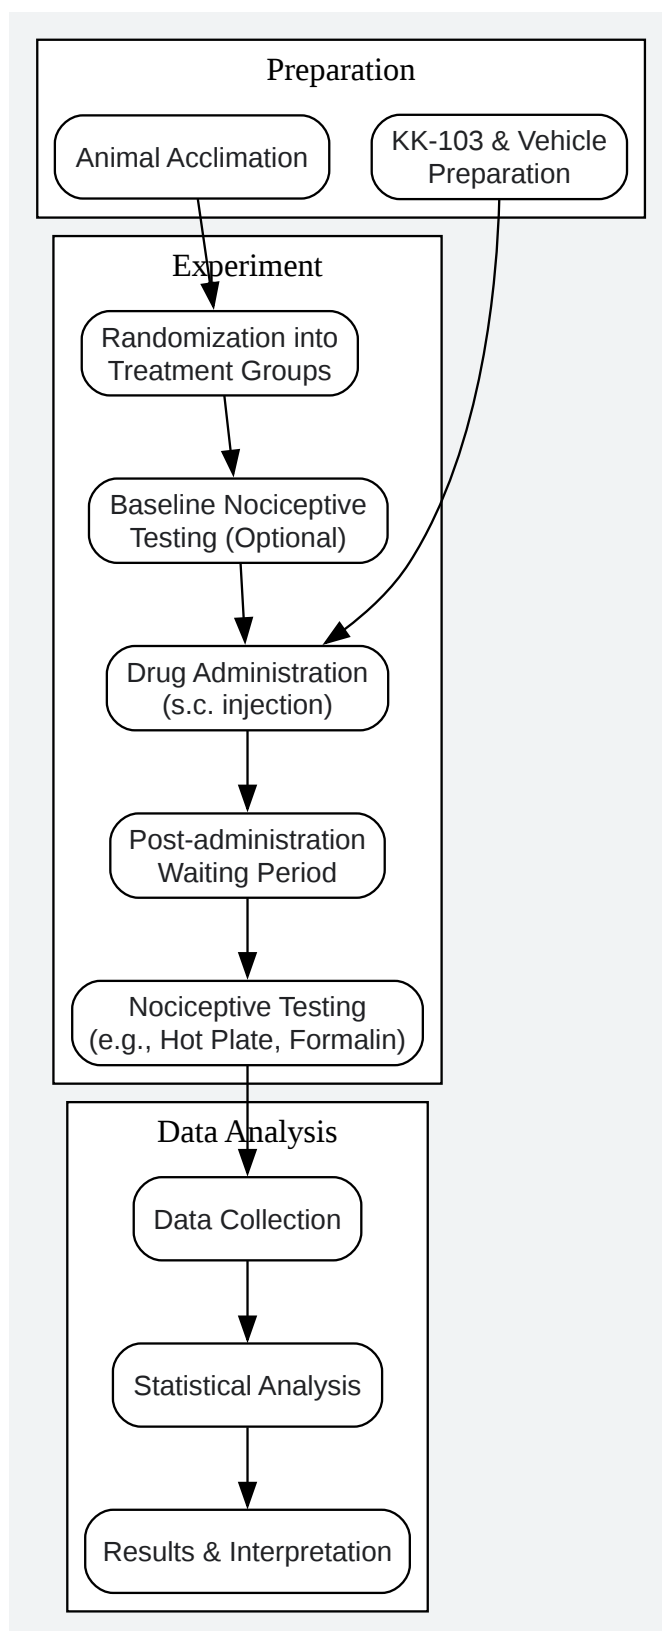 Preparation
Animal Acclimation
KK-103 & Vehicle
Preparation
Experiment
Randomization into
Treatment Groups
Baseline Nociceptive
Testing (Optional)
Drug Administration
(s.c. injection)
Post-administration
Waiting Period
Nociceptive Testing
(e.g., Hot Plate, Formalin)
Data Analysis
Data Collection
Statistical Analysis
Results & Interpretation